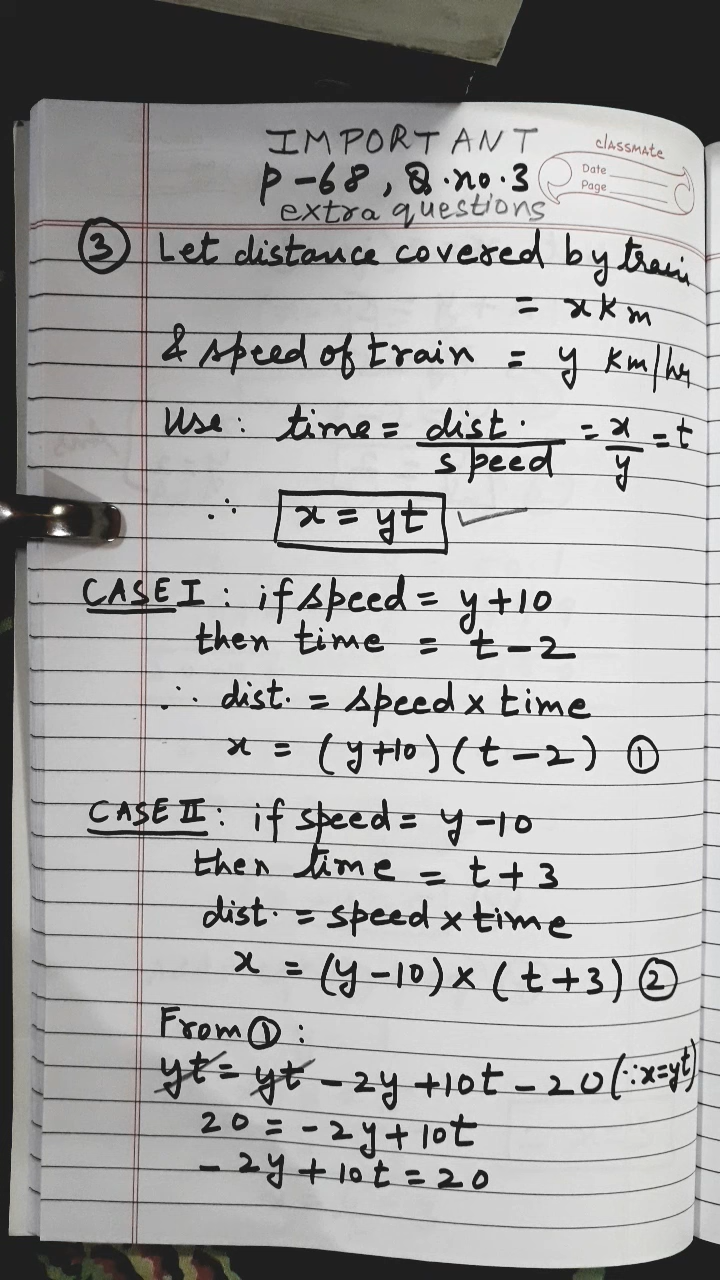 IMPORTANT
P-68, Q.no.3
extra questions
classmate
Date
Page
③ Let distance covered by train
= x km
& speed of train = y km/hr
Use: time = dist./speed = x/y = t
∴ x = yt ✓
CASE I : if speed = y+10
then time = t-2
∴ dist. = speed x time
x = (y+10)(t-2) ①
CASE II : if speed = y-10
then time = t+3
dist. = speed x time
x = (y-10)x(t+3) ②
From ① :
yt = yt - 2y + 10t - 20 (∵x=yt)
20 = -2y + 10t
-2y + 10t = 20